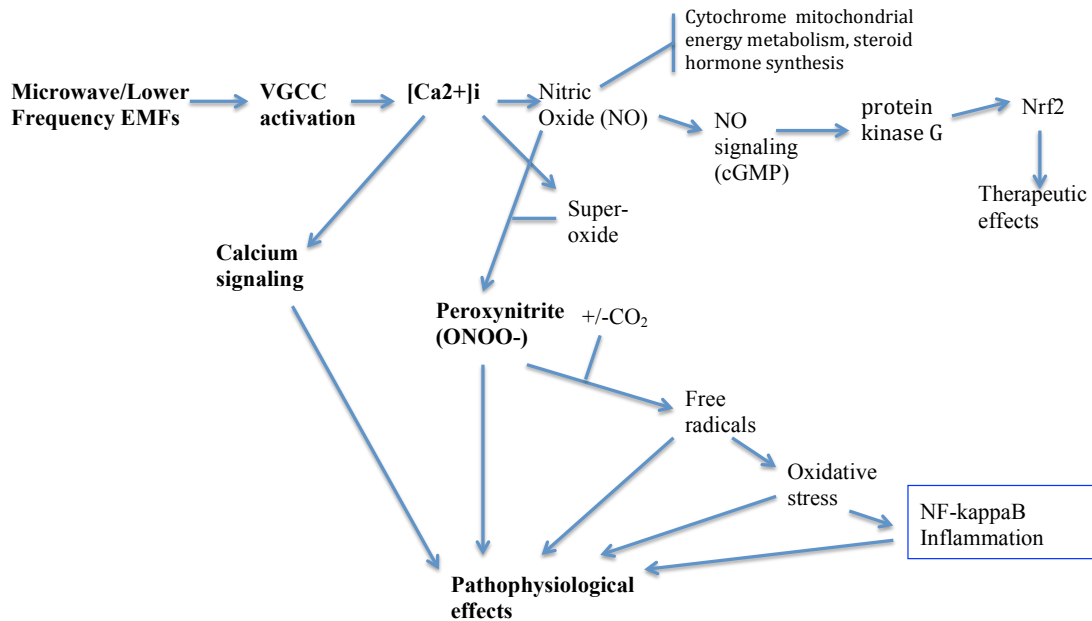 Cytochrome mitochondrial
energy metabolism, steroid
hormone synthesis
Microwave/Lower
Frequency EMFs
VGCC
activation
[Ca2+]i
Nitric
Oxide (NO)
NO
signaling
(cGMP)
protein
kinase G
Nrf2
Therapeutic
effects
Super-
oxide
Calcium
signaling
Peroxynitrite
(ONOO-)
+/-CO₂
Free
radicals
Oxidative
stress
NF-kappaB
Inflammation
Pathophysiological
effects